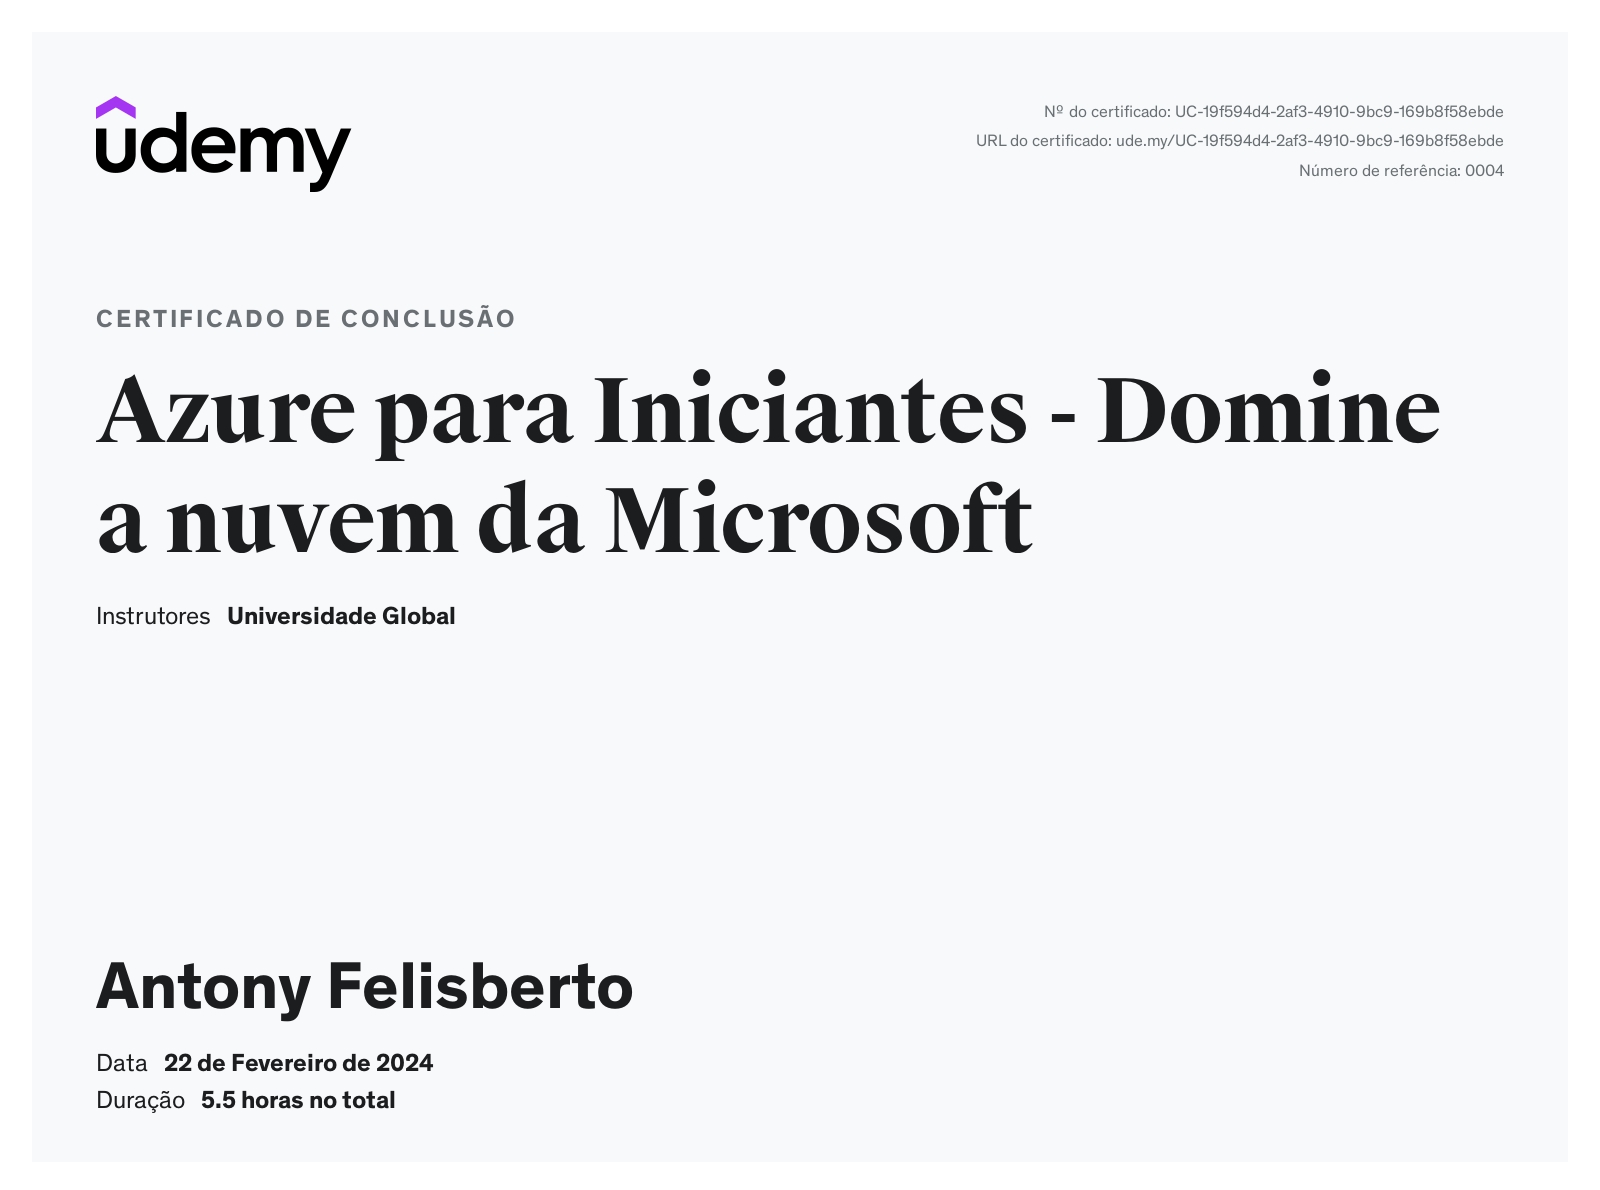 udemy
Nº do certificado: UC-19f594d4-2af3-4910-9bc9-169b8f58ebde
URL do certificado: ude.my/UC-19f594d4-2af3-4910-9bc9-169b8f58ebde
Número de referência: 0004
CERTIFICADO DE CONCLUSÃO
Azure para Iniciantes - Domine
a nuvem da Microsoft
Instrutores Universidade Global
Antony Felisberto
Data 22 de Fevereiro de 2024
Duração 5.5 horas no total